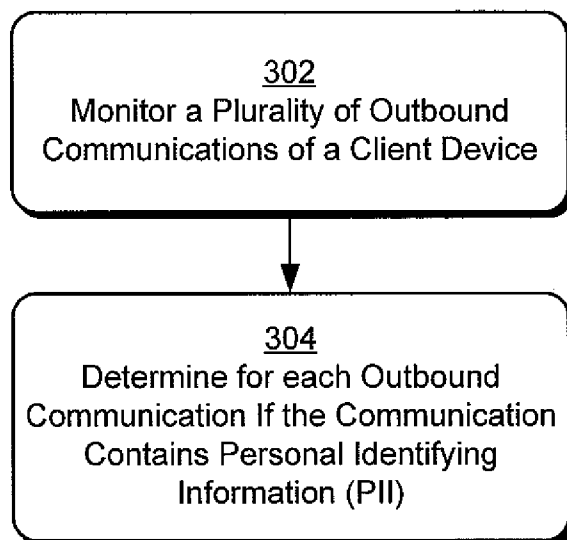 302
Monitor a Plurality of Outbound
Communications of a Client Device
304
Determine for each Outbound
Communication If the Communication
Contains Personal Identifying
Information (PII)